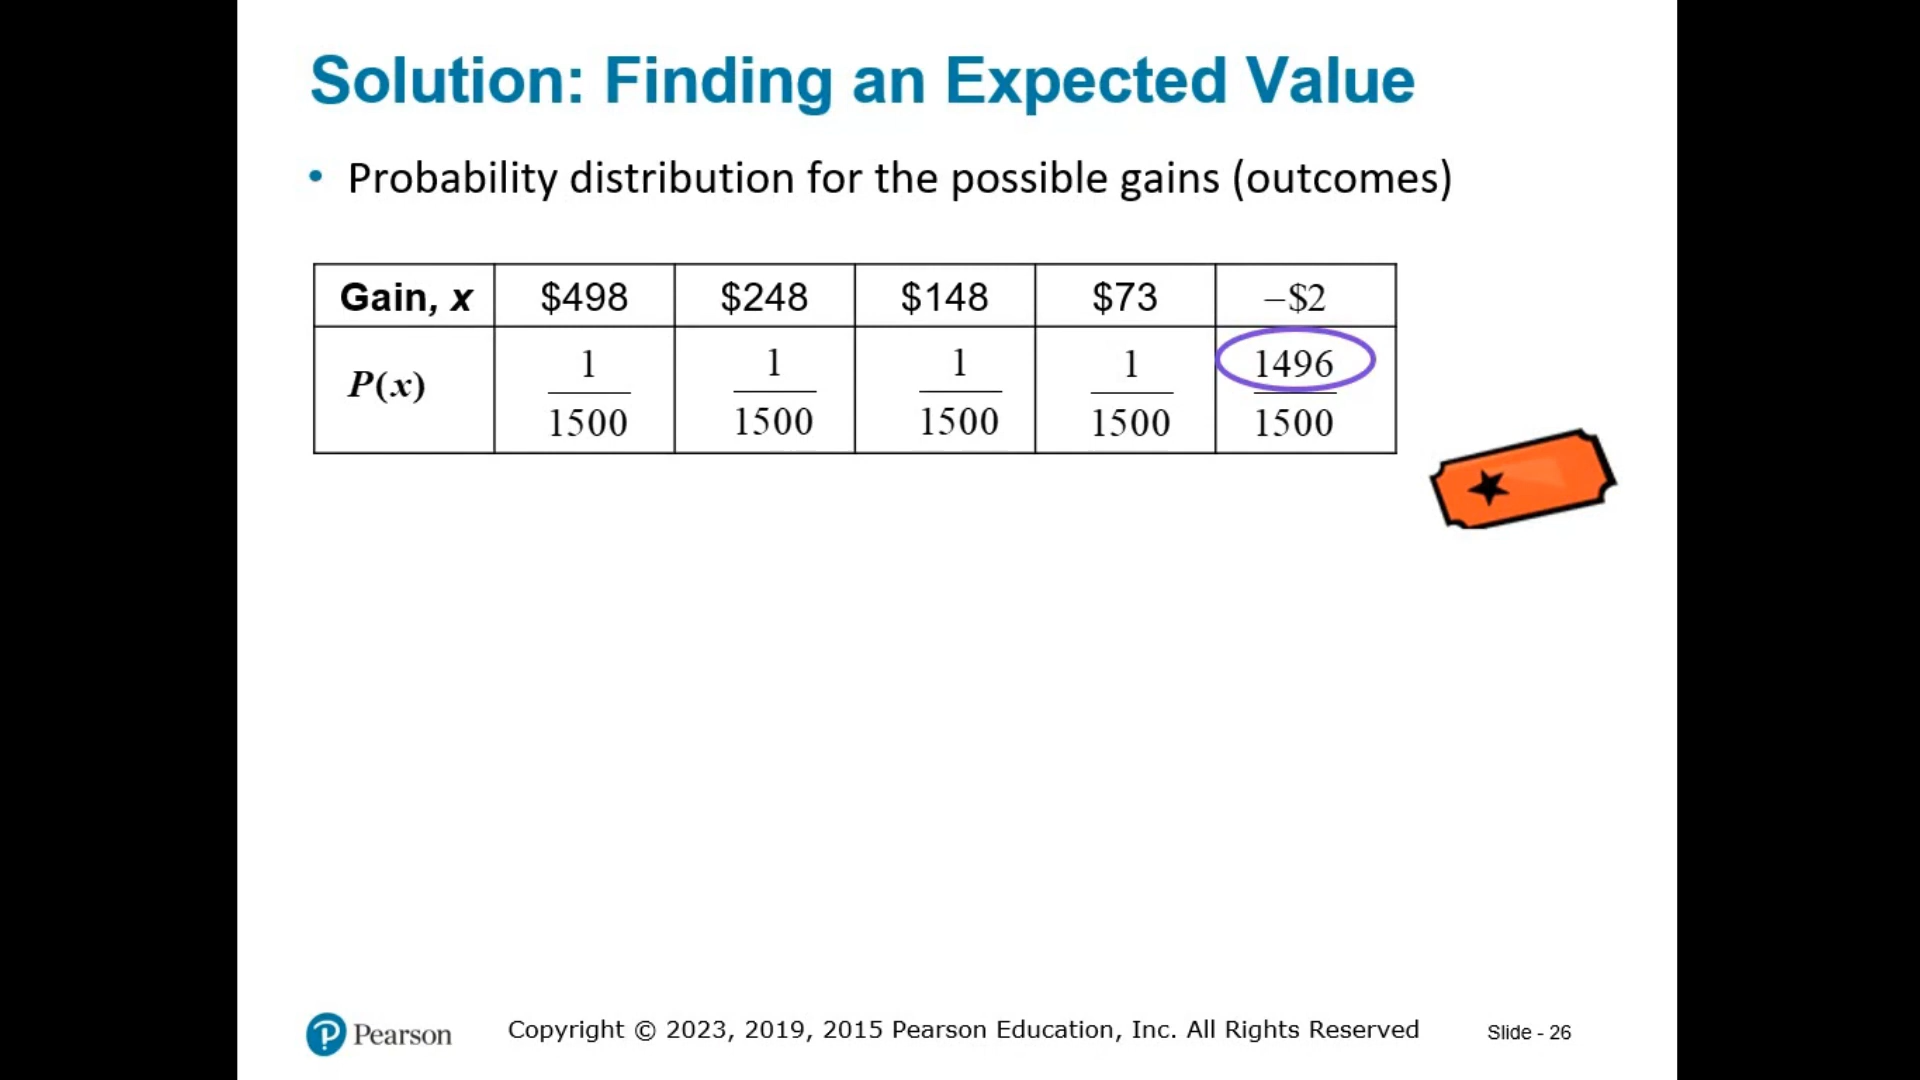 Solution: Finding an Expected Value
• Probability distribution for the possible gains (outcomes)
Gain, x $498 $248 $148 $73 –$2
P(x) 1/1500 1/1500 1/1500 1/1500 1496/1500
Pearson Copyright © 2023, 2019, 2015 Pearson Education, Inc. All Rights Reserved Slide - 26